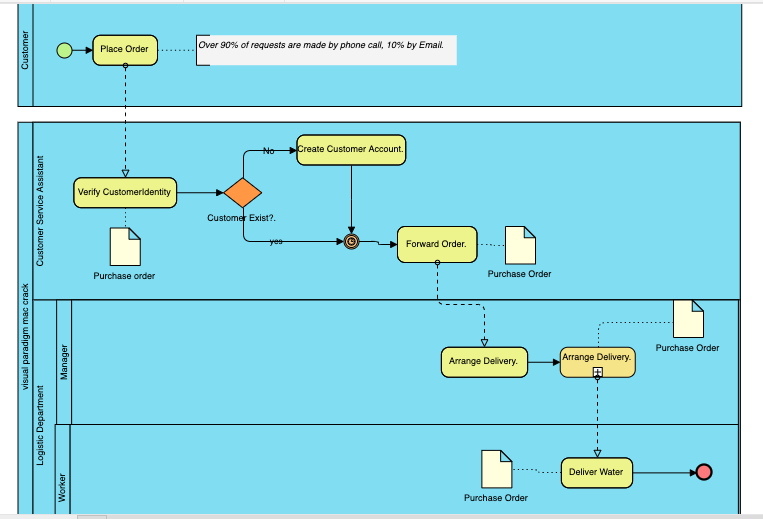 Customer
Place Order
Over 90% of requests are made by phone call, 10% by Email.
visual paradigm mac crack
Customer Service Assistant
No
Create Customer Account.
Verify CustomerIdentity
Customer Exist?.
yes
Forward Order.
Purchase order
Purchase Order
Logistic Department
Manager
Arrange Delivery.
Arrange Delivery.
Purchase Order
Worker
Deliver Water
Purchase Order